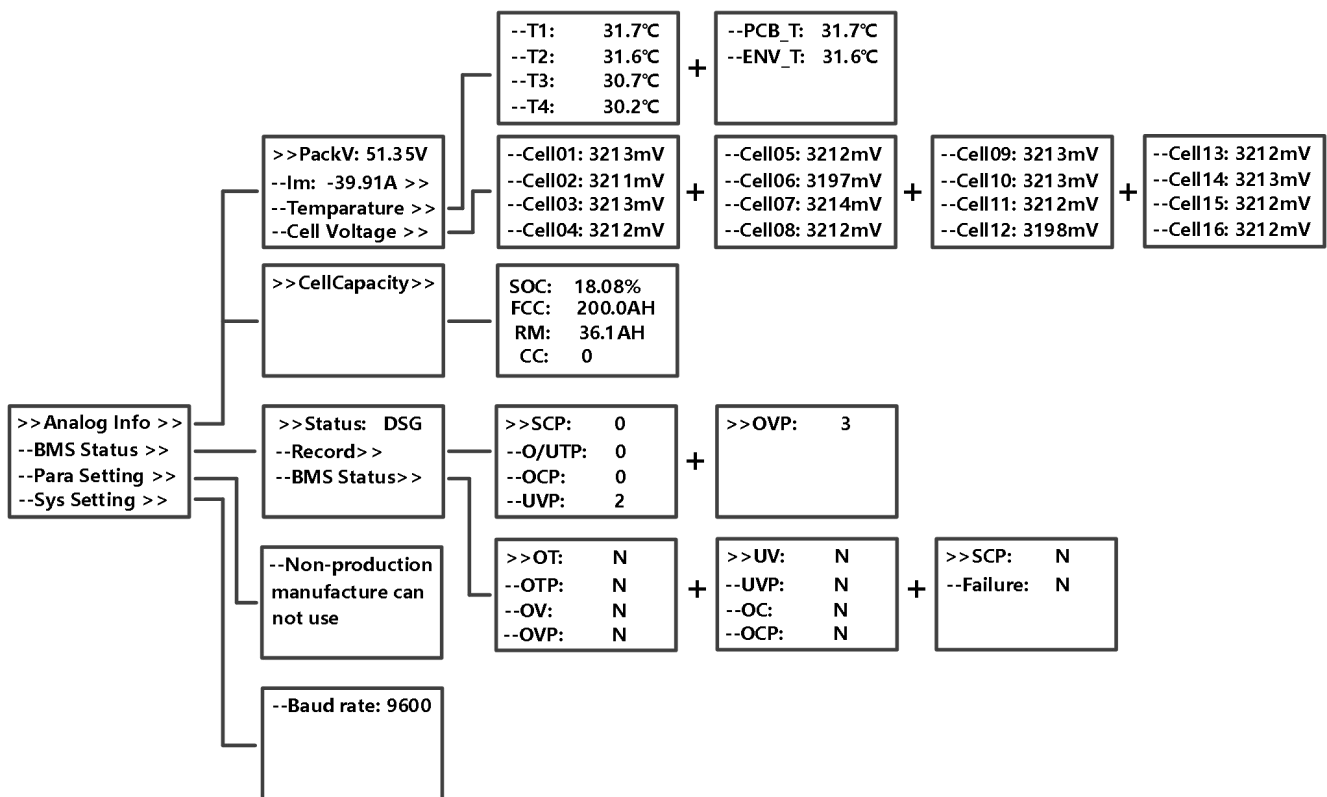 --T1: 31.7℃
--T2: 31.6℃
--T3: 30.7℃
--T4: 30.2℃
+
--PCB_T: 31.7℃
--ENV_T: 31.6℃
>>PackV: 51.35V
--Im: -39.91A >>
--Temparature >>
--Cell Voltage >>
--Cell01: 3213mV
--Cell02: 3211mV
--Cell03: 3213mV
--Cell04: 3212mV
+
--Cell05: 3212mV
--Cell06: 3197mV
--Cell07: 3214mV
--Cell08: 3212mV
+
--Cell09: 3213mV
--Cell10: 3213mV
--Cell11: 3212mV
--Cell12: 3198mV
+
--Cell13: 3212mV
--Cell14: 3213mV
--Cell15: 3212mV
--Cell16: 3212mV
>>CellCapacity>>
SOC: 18.08%
FCC: 200.0AH
RM: 36.1AH
CC: 0
>>Analog Info >>
--BMS Status >>
--Para Setting >>
--Sys Setting >>
>>Status: DSG
--Record>>
--BMS Status>>
>>SCP: 0
--O/UTP: 0
--OCP: 0
--UVP: 2
+
>>OVP: 3
>>OT: N
--OTP: N
--OV: N
--OVP: N
+
>>UV: N
--UVP: N
--OC: N
--OCP: N
+
>>SCP: N
--Failure: N
--Non-production
manufacture can
not use
--Baud rate: 9600